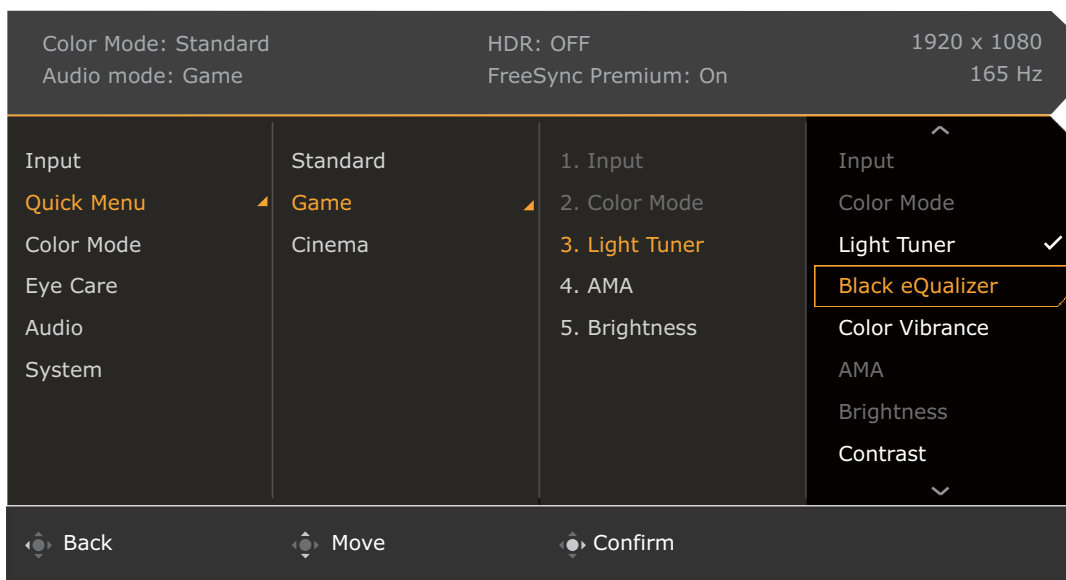 Color Mode: Standard
HDR: OFF
1920 x 1080
Audio mode: Game
FreeSync Premium: On
165 Hz
Input
Quick Menu
Color Mode
Eye Care
Audio
System
Standard
Game
Cinema
1. Input
2. Color Mode
3. Light Tuner
4. AMA
5. Brightness
Input
Color Mode
Light Tuner
Black eQualizer
Color Vibrance
AMA
Brightness
Contrast
Back
Move
Confirm